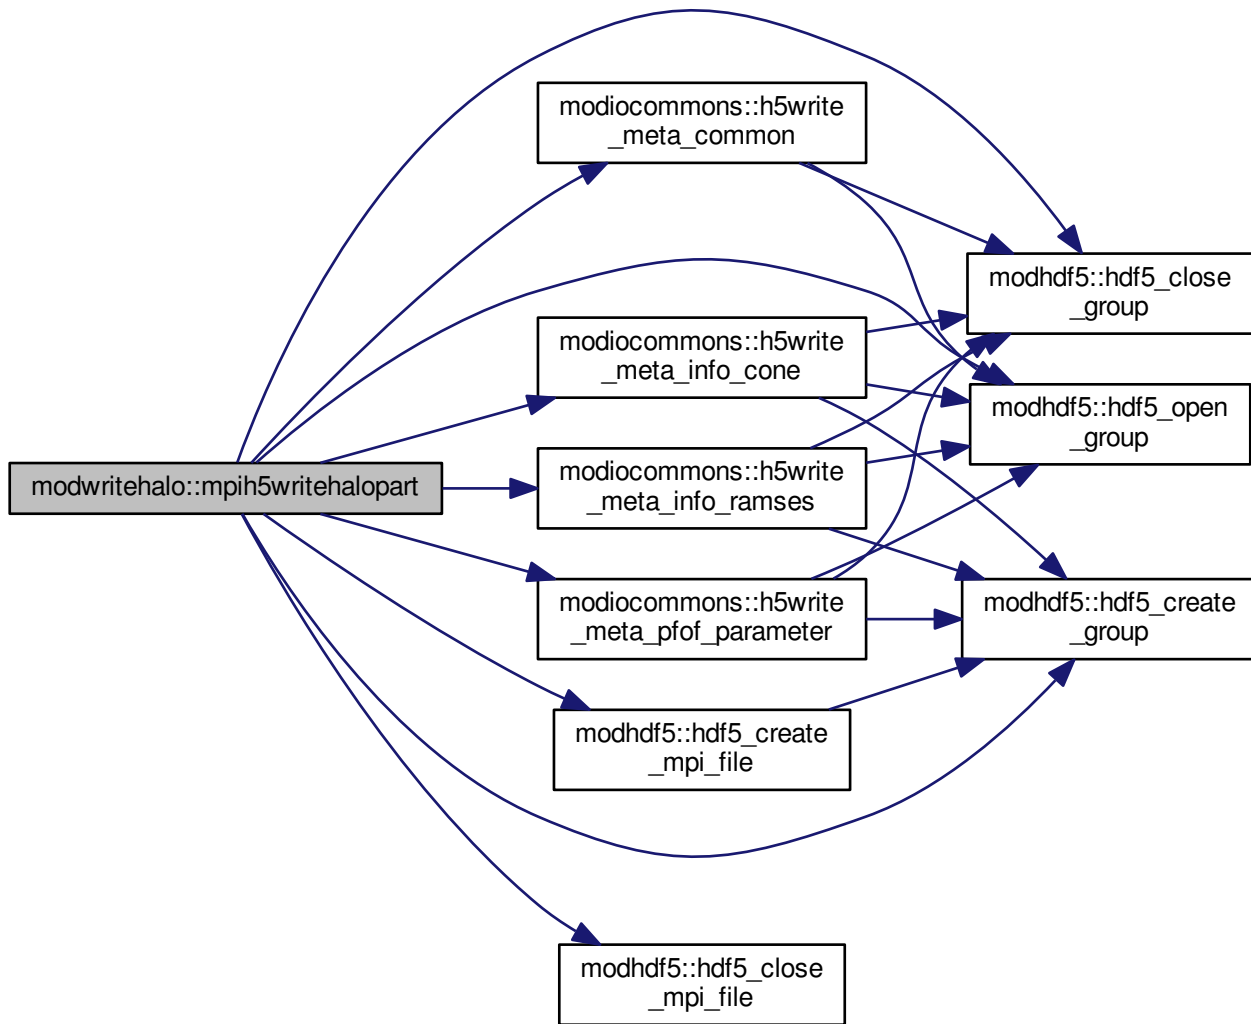 modiocommons::h5write
_meta_common
modhdf5::hdf5_close
_group
modiocommons::h5write
_meta_info_cone
modhdf5::hdf5_open
_group
modwritehalo::mpih5writehalopart
modiocommons::h5write
_meta_info_ramses
modiocommons::h5write
_meta_pfof_parameter
modhdf5::hdf5_create
_group
modhdf5::hdf5_create
_mpi_file
modhdf5::hdf5_close
_mpi_file